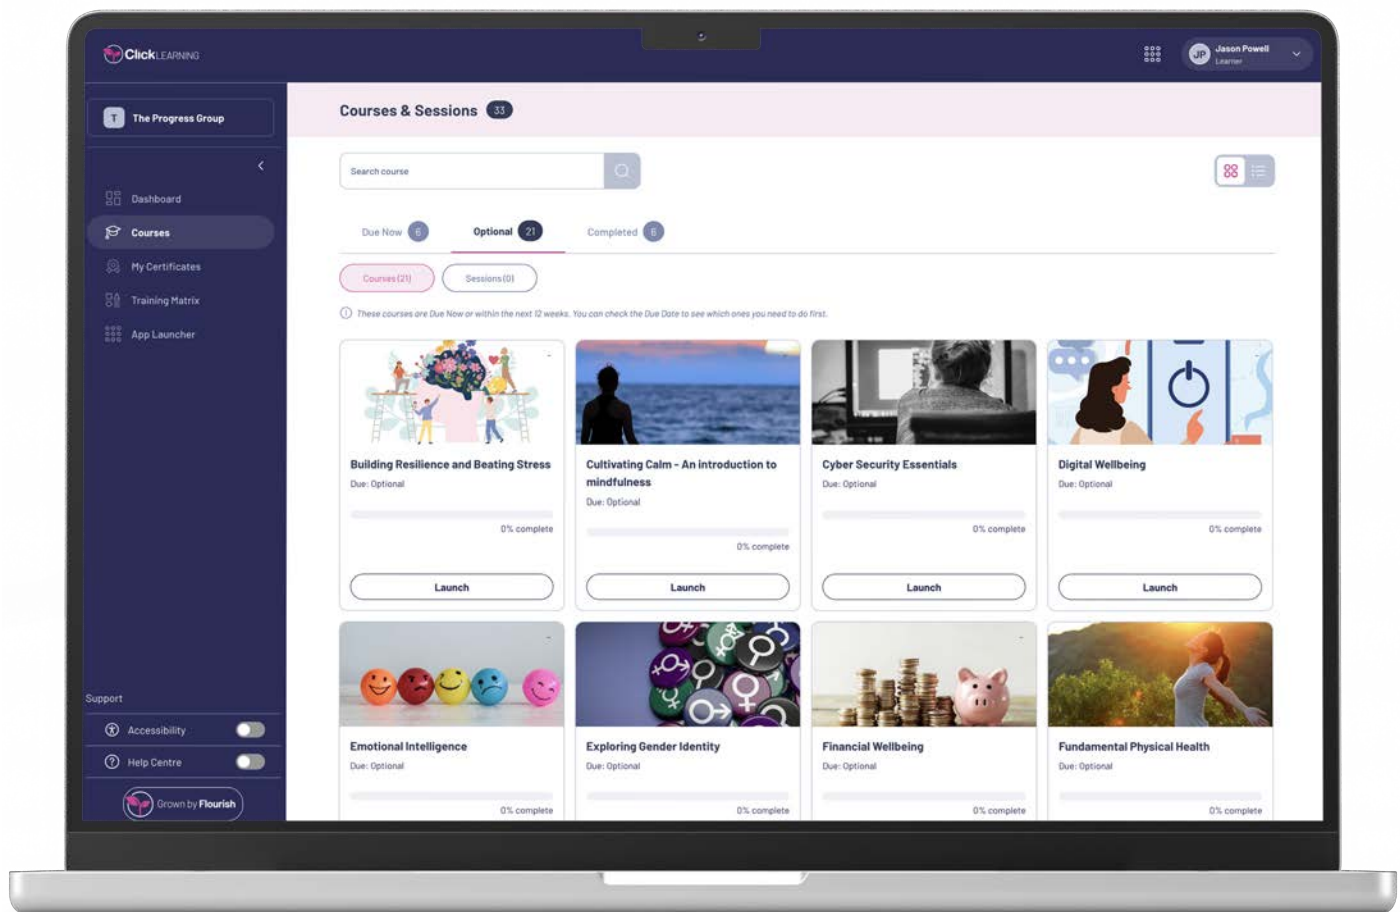 ClickLEARNING
JP
Jason Powell
Learner
T
The Progress Group
Dashboard
Courses
My Certificates
Training Matrix
App Launcher
Support
Accessibility
Help Centre
Grown by Flourish
Courses & Sessions 33
Search course
Due Now 6
Optional 21
Completed 6
Courses (21)
Sessions (0)
These courses are Due Now or within the next 12 weeks. You can check the Due Date to see which ones you need to do first.
Building Resilience and Beating Stress
Due: Optional
0% complete
Launch
Cultivating Calm - An introduction to
mindfulness
Due: Optional
0% complete
Launch
Cyber Security Essentials
Due: Optional
0% complete
Launch
Digital Wellbeing
Due: Optional
0% complete
Launch
Emotional Intelligence
Due: Optional
0% complete
Exploring Gender Identity
Due: Optional
0% complete
Financial Wellbeing
Due: Optional
0% complete
Fundamental Physical Health
Due: Optional
0% complete